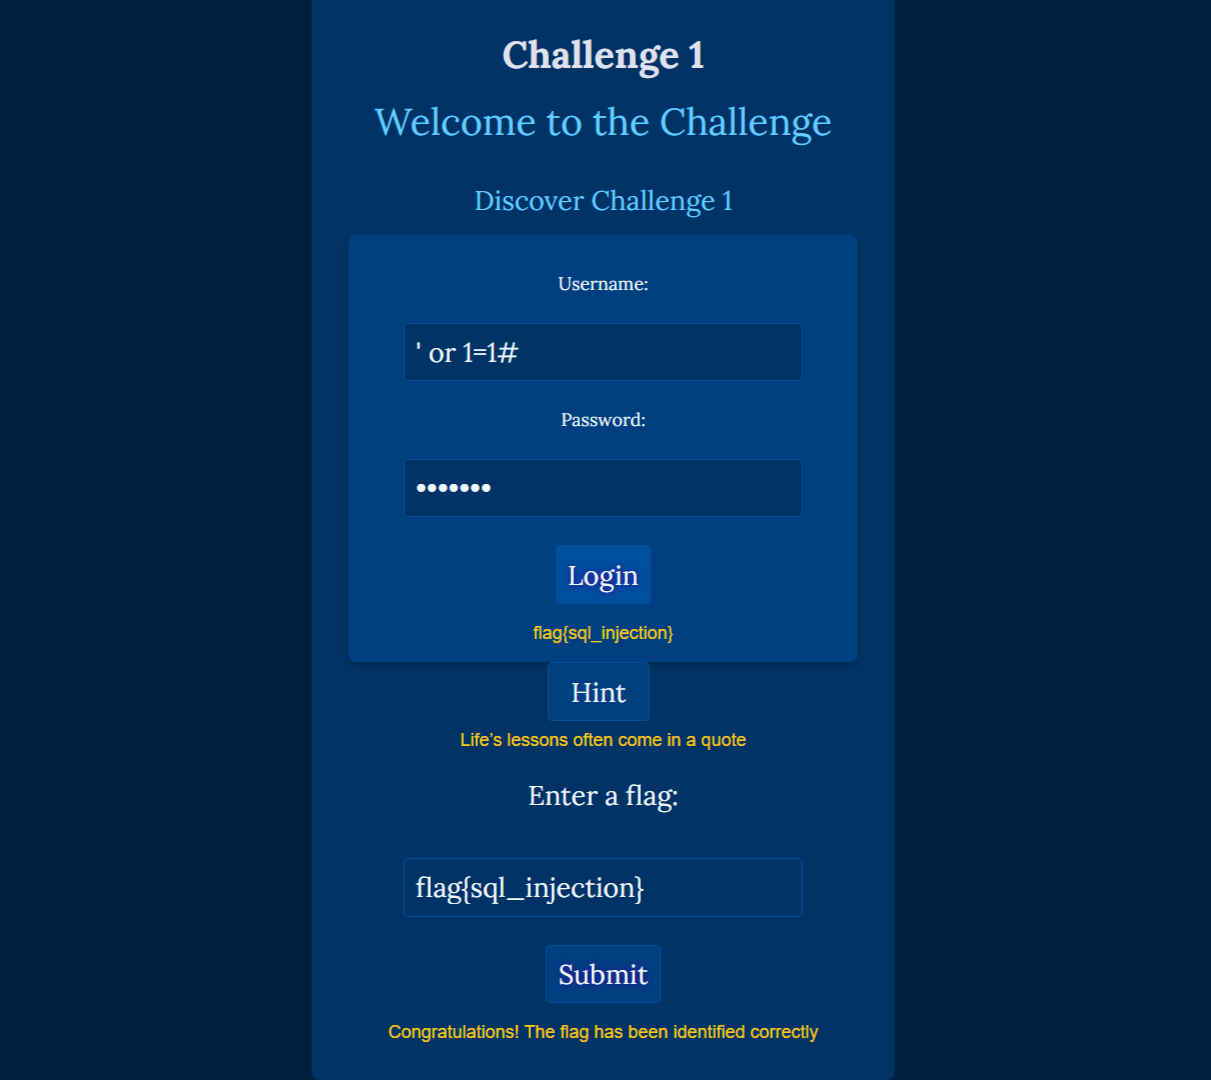 Challenge 1
Welcome to the Challenge
Discover Challenge 1
Username:
' or 1=1#
Password:
•••••••
Login
flag{sql_injection}
Hint
Life’s lessons often come in a quote
Enter a flag:
flag{sql_injection}
Submit
Congratulations! The flag has been identified correctly